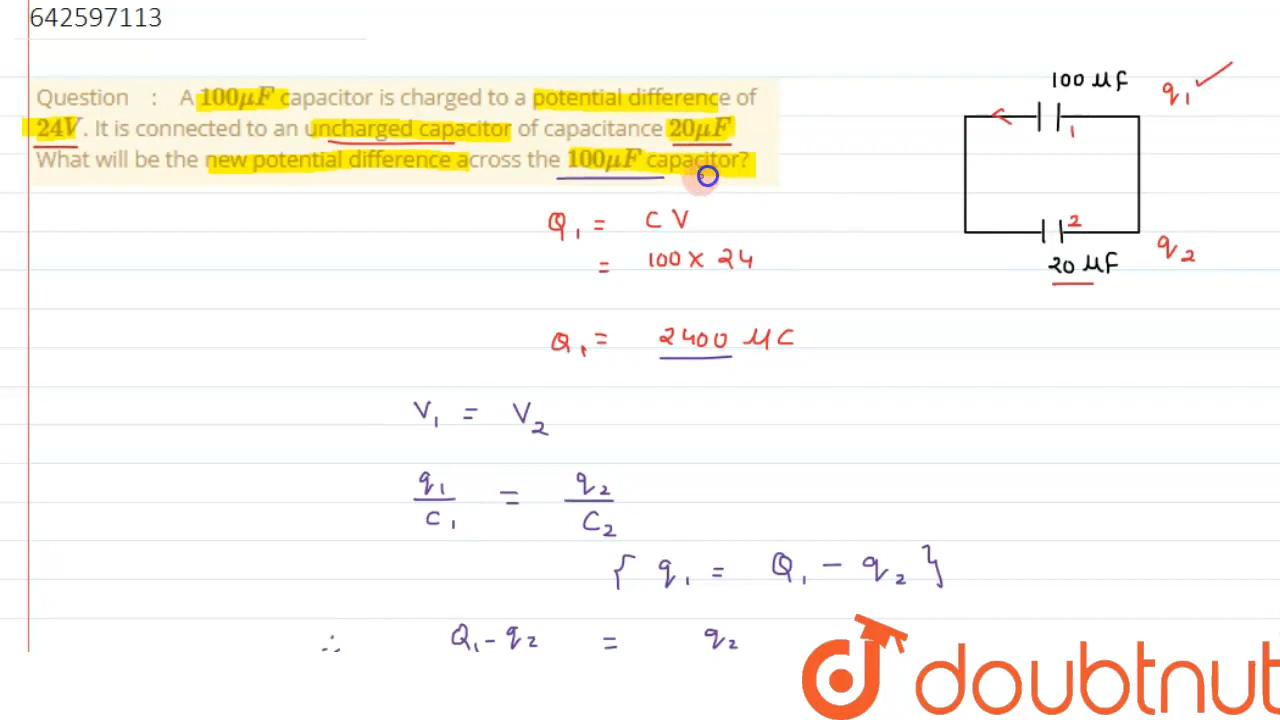 642597113
Question : A 100μF capacitor is charged to a potential difference of
24V. It is connected to an uncharged capacitor of capacitance 20μF
What will be the new potential difference across the 100μF capacitor?
100 μF
q1
1
2
20 μF
q2
Q1 = CV
= 100 × 24
Q1 = 2400 μC
V1 = V2
q1/C1 = q2/C2
{ q1 = Q1 - q2 }
∴ Q1 - q2 = q2
doubtnut